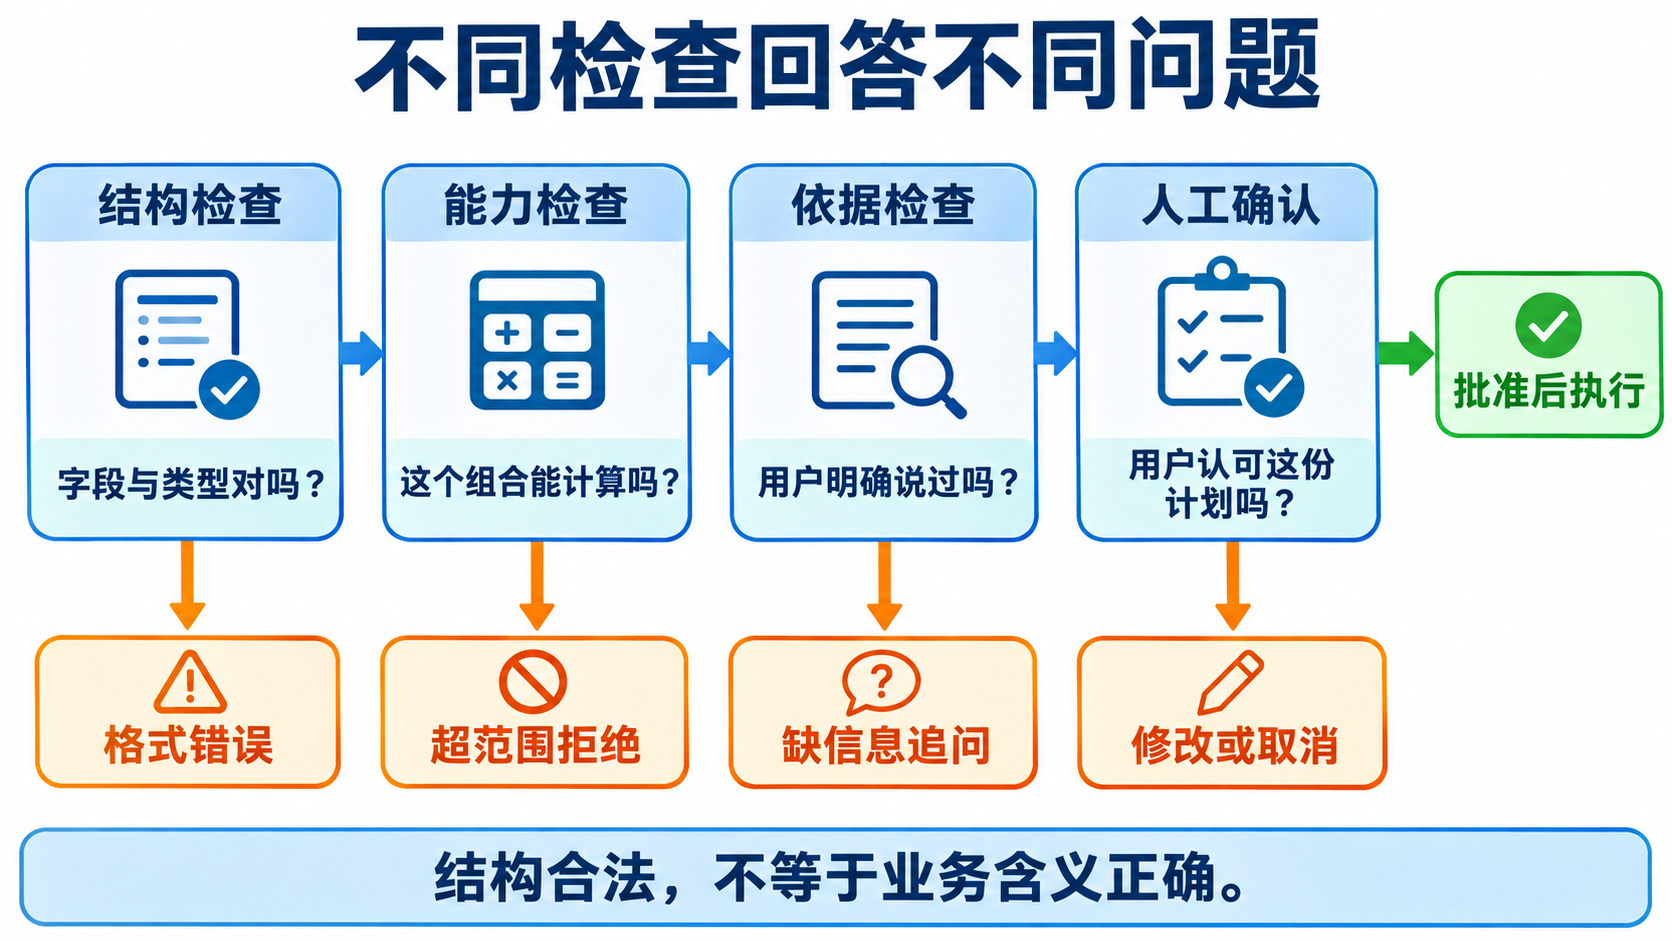 不同检查回答不同问题
结构检查
能力检查
依据检查
人工确认
字段与类型对吗？
这个组合能计算吗？
用户明确说过吗？
用户认可这份
计划吗？
批准后执行
格式错误
超范围拒绝
缺信息追问
修改或取消
结构合法，不等于业务含义正确。